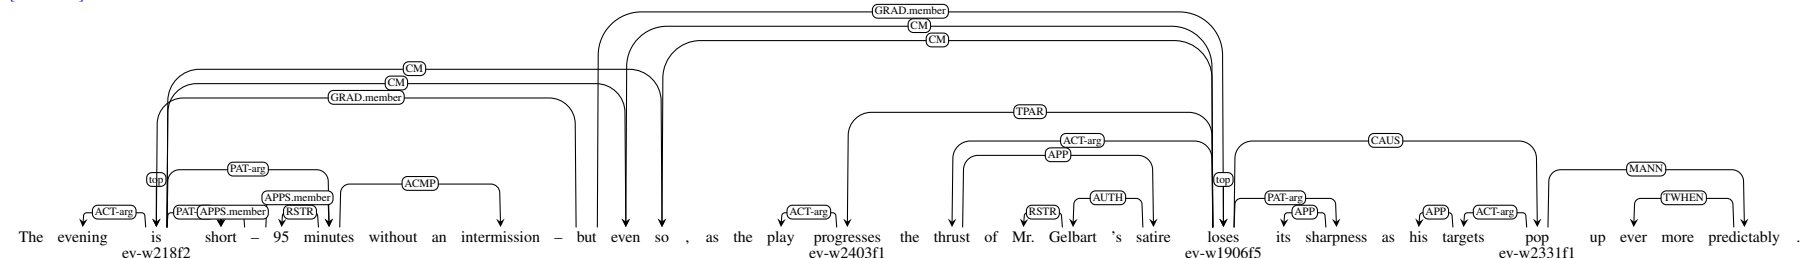 GRAD.member
CM
CM
CM
CM
GRAD.member
TPAR
ACT-arg CAUS
APP
PAT-arg MANN
top ACMP top
APPS.member AUTH PAT-arg TWHEN
ACT-arg APPS.member RSTR ACT-arg RSTR APP APP ACT-arg
The evening is short – 95 minutes without an intermission – but even so , as the play progresses the thrust of Mr. Gelbart 's satire loses its sharpness as his targets pop up ever more predictably .
ev-w218f2 ev-w2403f1 ev-w1906f5 ev-w2331f1